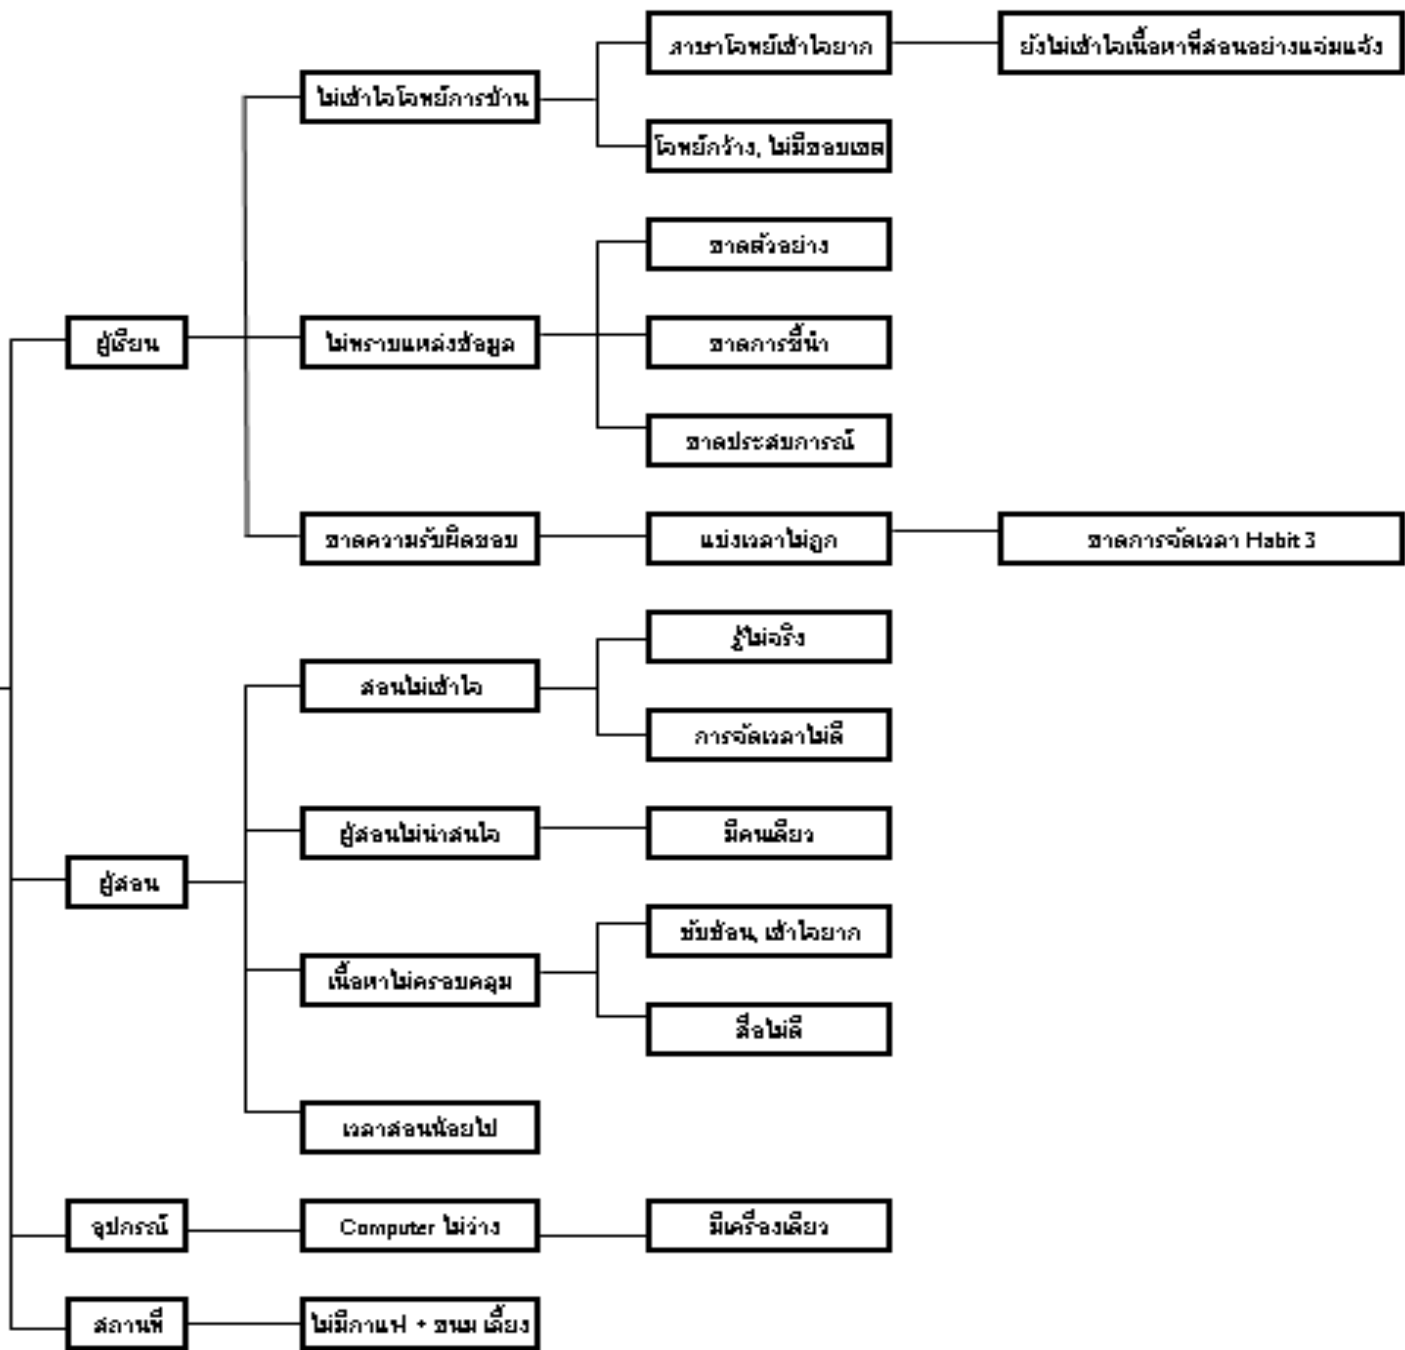 ภาษาโจทย์เข้าใจยาก
ยังไม่เข้าใจเนื้อหาที่สอนอย่างแจ่มแจ้ง
ไม่เข้าใจโจทย์การบ้าน
โจทย์กว้าง, ไม่มีขอบเขต
ขาดตัวอย่าง
ผู้เรียน
ไม่ทราบแหล่งข้อมูล
ขาดการชี้นำ
ขาดประสบการณ์
ขาดความรับผิดชอบ
แบ่งเวลาไม่ถูก
ขาดการจัดเวลา Habit 3
รู้ไม่จริง
สอนไม่เข้าใจ
การจัดเวลาไม่ดี
ผู้สอนไม่น่าสนใจ
มีคนเดียว
ผู้สอน
ซับซ้อน, เข้าใจยาก
เนื้อหาไม่ครอบคลุม
สื่อไม่ดี
เวลาสอนน้อยไป
อุปกรณ์
Computer ไม่ว่าง
มีเครื่องเดียว
สถานที่
ไม่มีกาแฟ + ขนม เลี้ยง